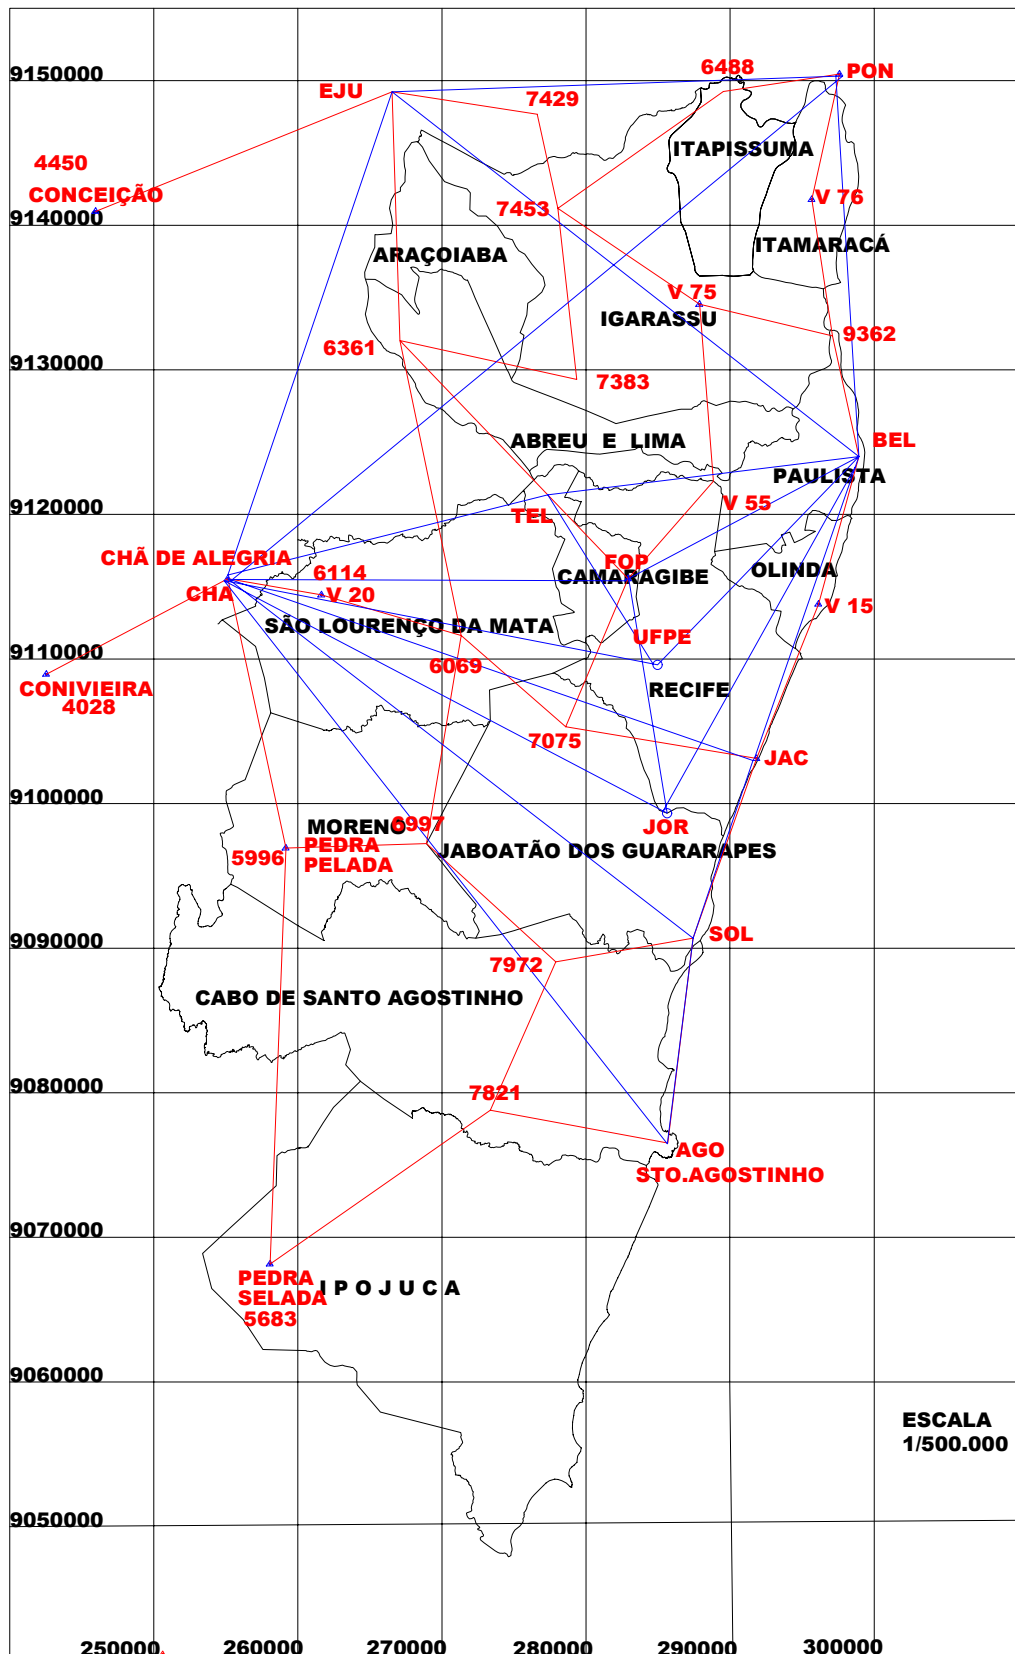 6488
9150000
PON
EJU
7429
ITAPISSUMA
4450
CONCEIÇÃO
V 76
7453
9140000
ITAMARACÁ
ARAÇOIABA
V 75
IGARASSU
9362
6361
9130000
7383
BEL
ABREU E LIMA
PAULISTA
9120000
TEL
V 55
CHÃ DE ALEGRIA
FOP
6114
CAMARAGIBE
OLINDA
CHA
V 20
V 15
SÃO LOURENÇO DA MATA
UFPE
9110000
6069
CONIVIEIRA
4028
RECIFE
7075
JAC
9100000
MORENO
6997
JOR
PEDRA
PELADA
5996
JABOATÃO DOS GUARARAPES
9090000
SOL
7972
CABO DE SANTO AGOSTINHO
9080000
7821
AGO
STO.AGOSTINHO
9070000
PEDRA
SELADA
5683
I P O J U C A
9060000
ESCALA
1/500.000
9050000
250000
260000
270000
280000
290000
300000